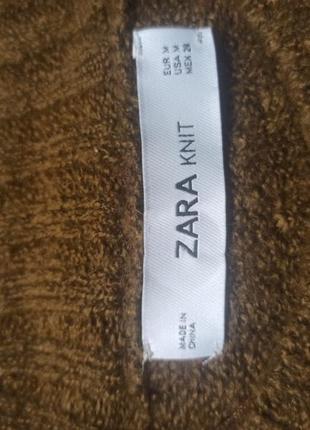 EUR M
USA M
MEX 28
ZARA KNIT
MADE IN
CHINA